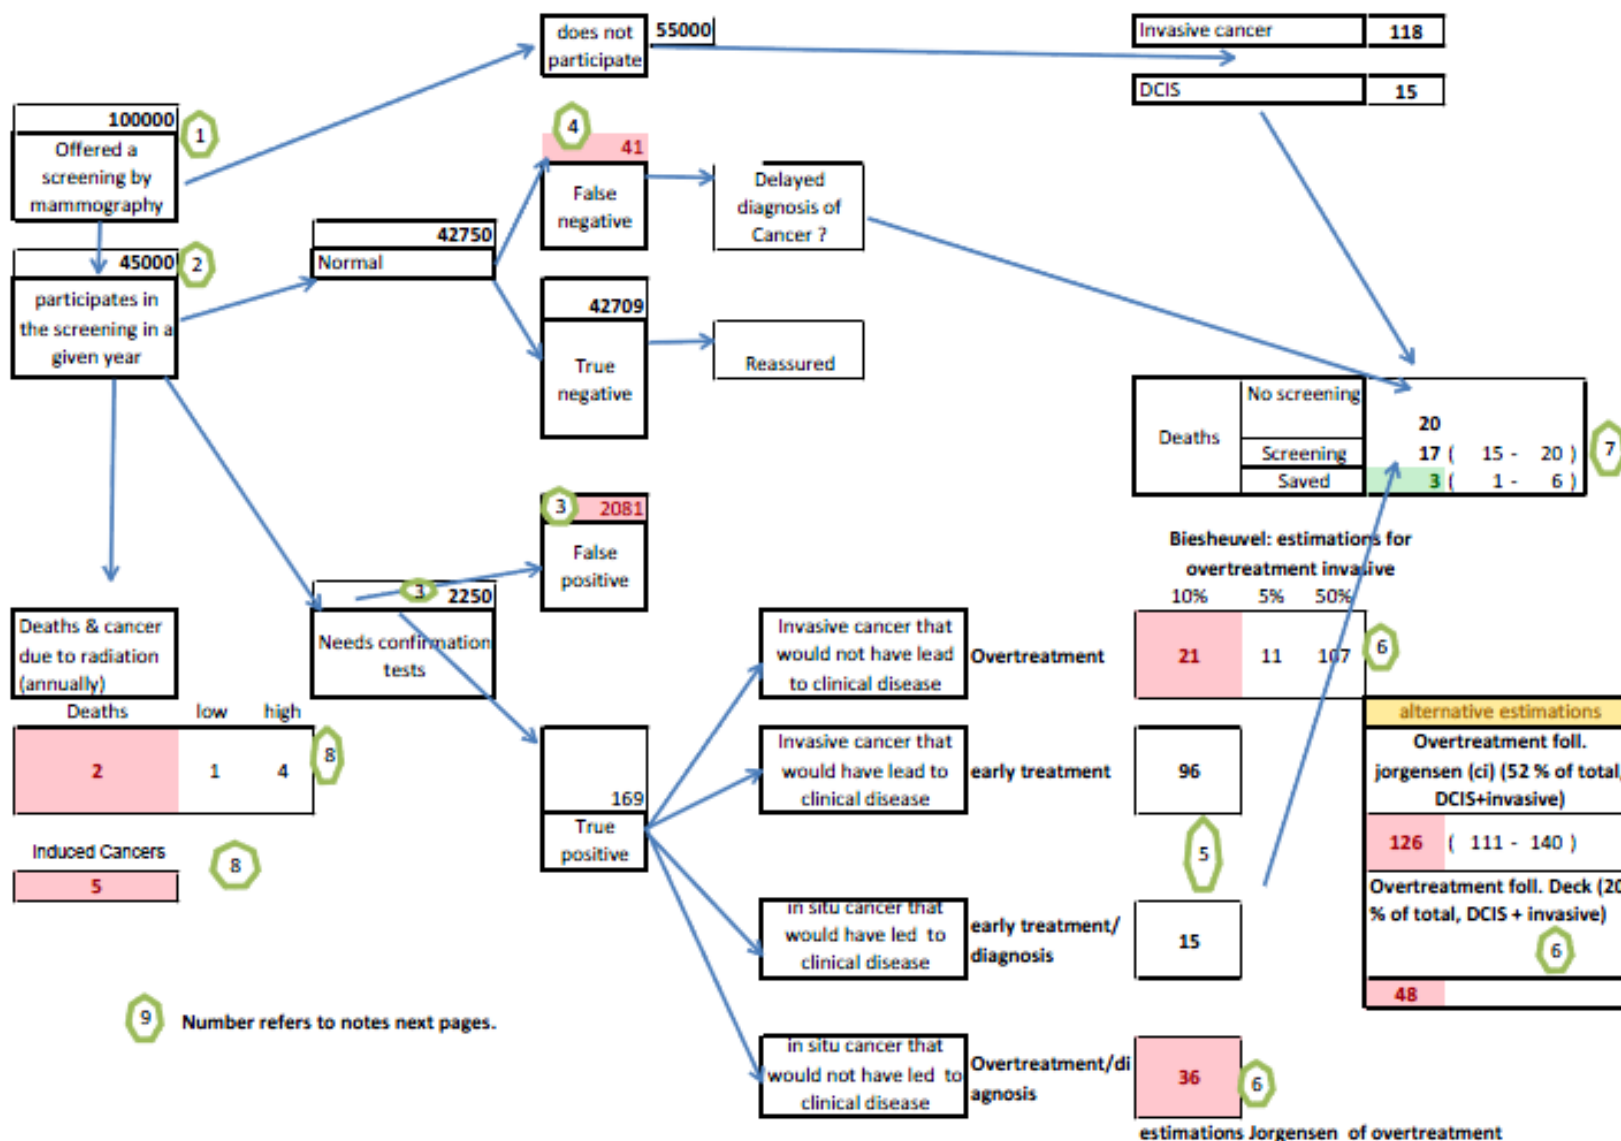 does not
participate
55000
Invasive cancer
118
DCIS
15
100000
1
Offered a
screening by
mammography
4
41
False
negative
Delayed
diagnosis of
Cancer ?
42750
Normal
45000
2
participates in
the screening in a
given year
42709
True
negative
Reassured
Deaths
No screening
20
Screening
17 ( 15 - 20 )
Saved
3 ( 1 - 6 )
7
3
2081
False
positive
Biesheuvel: estimations for
overtreatment invasive
10% 5% 50%
3
2250
Needs confirmation
tests
Deaths & cancer
due to radiation
(annually)
Deaths low high
2 1 4
8
Induced Cancers
8
5
Invasive cancer that
would not have lead
to clinical disease
Overtreatment
21 11 107
6
169
True
positive
Invasive cancer that
would have lead to
clinical disease
early treatment
96
5
alternative estimations
Overtreatment foll.
jorgensen (ci) (52 % of total,
DCIS+invasive)
126 ( 111 - 140 )
Overtreatment foll. Deck (20
% of total, DCIS + invasive)
6
48
in situ cancer that
would have led to
clinical disease
early treatment/
diagnosis
15
9
Number refers to notes next pages.
in situ cancer that
would not have led to
clinical disease
Overtreatment/di
agnosis
36
6
estimations Jorgensen of overtreatment